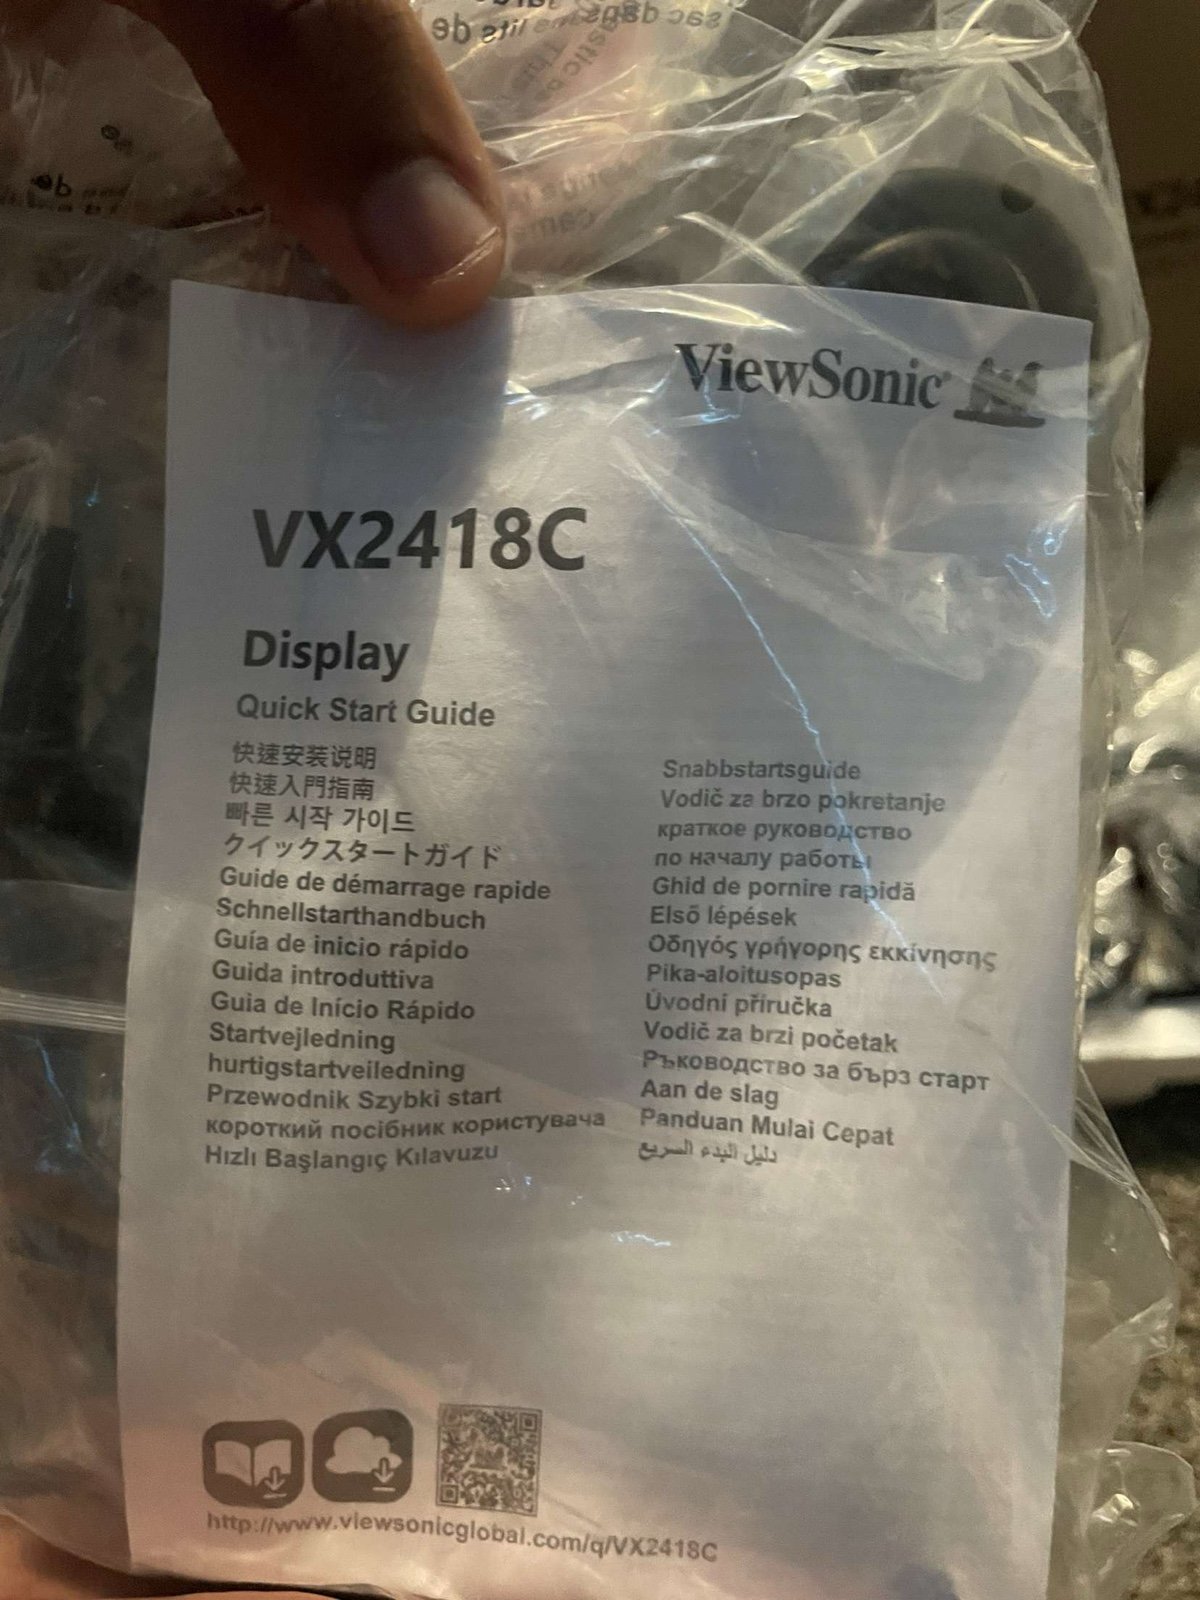 sac dans
ViewSonic
VX2418C
Display
Quick Start Guide
快速安装说明
快速入門指南
빠른 시작 가이드
クイックスタートガイド
Guide de démarrage rapide
Schnellstarthandbuch
Guía de inicio rápido
Guida introduttiva
Guia de Início Rápido
Startvejledning
hurtigstartveiledning
Przewodnik Szybki start
короткий посібник користувача
Hızlı Başlangıç Kılavuzu
Snabbstartsguide
Vodič za brzo pokretanje
краткое руководство
по началу работы
Ghid de pornire rapidă
Első lépések
Οδηγός γρήγορης εκκίνησης
Pika-aloitusopas
Úvodní příručka
Vodič za brzi početak
Ръководство за бърз старт
Aan de slag
Panduan Mulai Cepat
دليل البدء السريع
http://www.viewsonicglobal.com/q/VX2418C